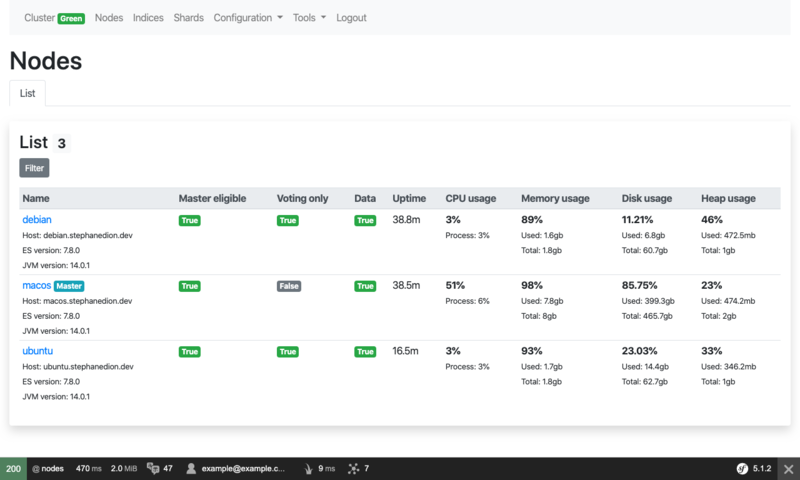 Cluster Green Nodes Indices Shards Configuration Tools Logout
Nodes
List
List 3
Filter
Name Master eligible Voting only Data Uptime CPU usage Memory usage Disk usage Heap usage
debian True True True 38.8m 3% 89% 11.21% 46%
Host: debian.stephanedion.dev Process: 3% Used: 1.6gb Used: 6.8gb Used: 472.5mb
ES version: 7.8.0 Total: 1.8gb Total: 60.7gb Total: 1gb
JVM version: 14.0.1
macos Master True False True 38.5m 51% 98% 85.75% 23%
Host: macos.stephanedion.dev Process: 6% Used: 7.8gb Used: 399.3gb Used: 474.2mb
ES version: 7.8.0 Total: 8gb Total: 465.7gb Total: 2gb
JVM version: 14.0.1
ubuntu True True True 16.5m 3% 93% 23.03% 33%
Host: ubuntu.stephanedion.dev Process: 3% Used: 1.7gb Used: 14.4gb Used: 346.2mb
ES version: 7.8.0 Total: 1.8gb Total: 62.7gb Total: 1gb
JVM version: 14.0.1
200 @ nodes 470 ms 2.0 MiB 47 example@example.c... 9 ms 7 sf 5.1.2